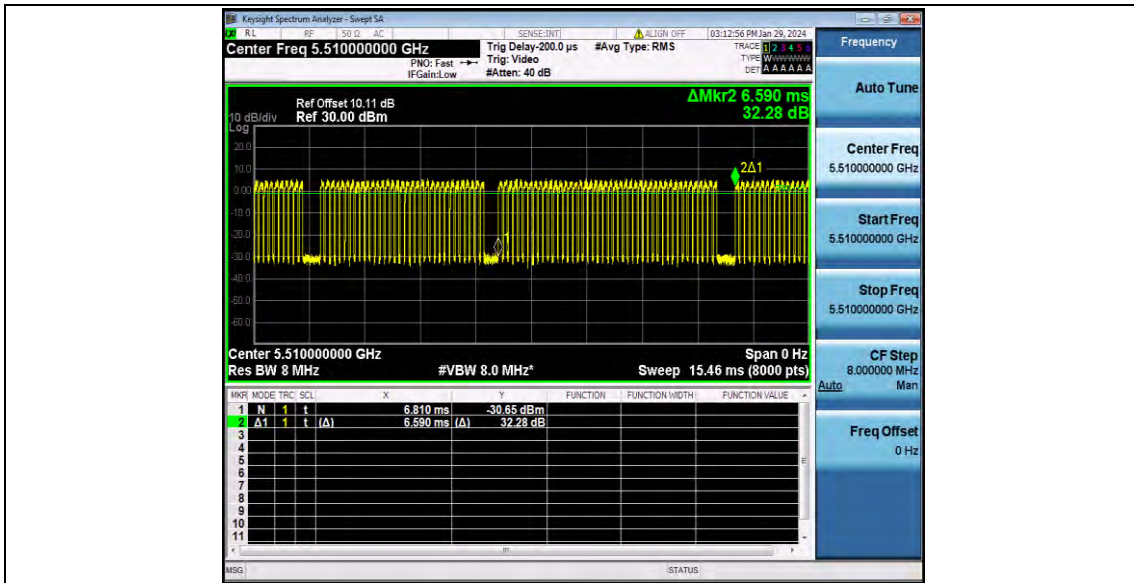 Keysight Spectrum Analyzer - Swept SA
RL RF 50 Ω AC SENSE:INT ALIGN OFF 03:12:56 PM Jan 29, 2024
Center Freq 5.510000000 GHz
PNO: Fast
IFGain:Low
Trig Delay-200.0 µs
Trig: Video
#Atten: 40 dB
#Avg Type: RMS
TRACE 1 2 3 4 5 6
TYPE
DET A A A A A A
Frequency
Auto Tune
Center Freq
5.510000000 GHz
Start Freq
5.510000000 GHz
Stop Freq
5.510000000 GHz
CF Step
8.000000 MHz
Auto Man
Freq Offset
0 Hz
ΔMkr2 6.590 ms
32.28 dB
Ref Offset 10.11 dB
10 dB/div Ref 30.00 dBm
Log
20.0
10.0
0.00
-10.0
-20.0
-30.0
-40.0
-50.0
-60.0
2Δ1
1
Center 5.510000000 GHz Span 0 Hz
Res BW 8 MHz #VBW 8.0 MHz* Sweep 15.46 ms (8000 pts)
MKR MODE TRC SCL X Y FUNCTION FUNCTION WIDTH FUNCTION VALUE
1 N 1 t 6.810 ms -30.65 dBm
2 Δ1 1 t (Δ) 6.590 ms (Δ) 32.28 dB
3
4
5
6
7
8
9
10
11
MSG STATUS